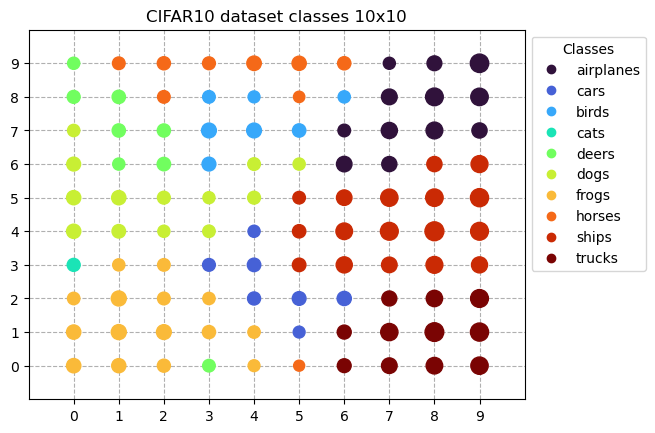 CIFAR10 dataset classes 10x10
Classes
airplanes
cars
birds
cats
deers
dogs
frogs
horses
ships
trucks
9
8
7
6
5
4
3
2
1
0
0 1 2 3 4 5 6 7 8 9